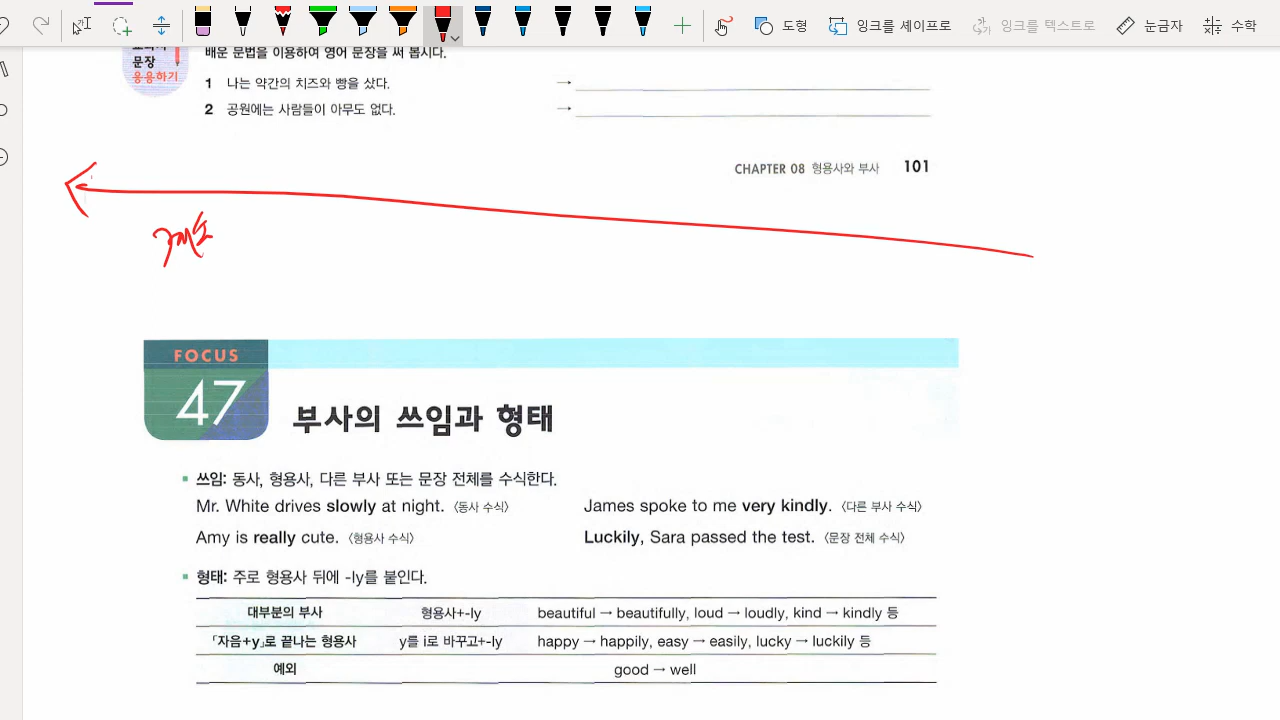 도형 잉크를 셰이프로 잉크를 텍스트로 눈금자 수학
문장
응용하기
배운 문법을 이용하여 영어 문장을 써 봅시다.
1 나는 약간의 치즈와 빵을 샀다. →
2 공원에는 사람들이 아무도 없다. →
CHAPTER 08 형용사와 부사 101
FOCUS
47
부사의 쓰임과 형태
쓰임: 동사, 형용사, 다른 부사 또는 문장 전체를 수식한다.
Mr. White drives slowly at night. 〈동사 수식〉 James spoke to me very kindly. 〈다른 부사 수식〉
Amy is really cute. 〈형용사 수식〉 Luckily, Sara passed the test. 〈문장 전체 수식〉
형태: 주로 형용사 뒤에 -ly를 붙인다.
대부분의 부사 형용사+-ly beautiful → beautifully, loud → loudly, kind → kindly 등
「자음+y」로 끝나는 형용사 y를 i로 바꾸고+-ly happy → happily, easy → easily, lucky → luckily 등
예외 good → well